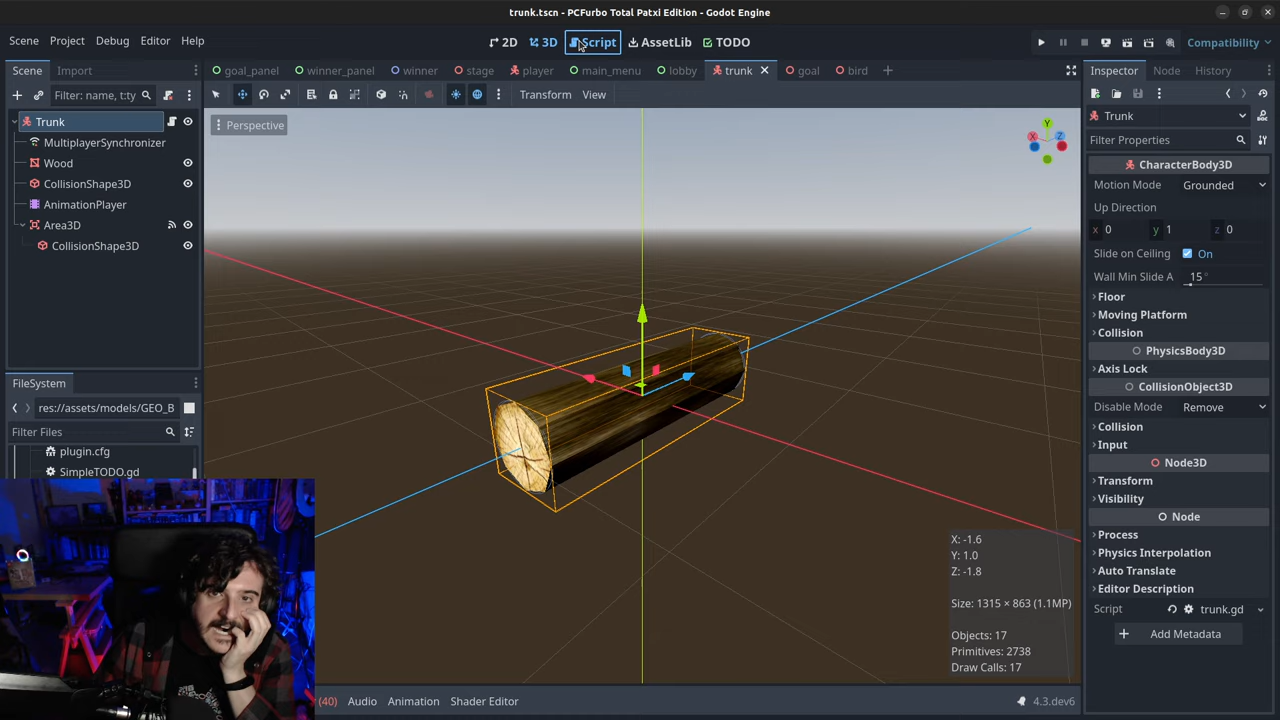 trunk.tscn - PCFurbo Total Patxi Edition - Godot Engine
Scene Project Debug Editor Help
2D 3D Script AssetLib TODO
Compatibility
Scene Import
goal_panel winner_panel winner stage player main_menu lobby trunk goal bird
Inspector Node History
Filter: name, t:ty
Transform View
Trunk
MultiplayerSynchronizer
Wood
CollisionShape3D
AnimationPlayer
Area3D
CollisionShape3D
Perspective
X
Y
Z
X: -1.6
Y: 1.0
Z: -1.8
Size: 1315 × 863 (1.1MP)
Objects: 17
Primitives: 2738
Draw Calls: 17
Trunk
Filter Properties
CharacterBody3D
Motion Mode Grounded
Up Direction
x 0 y 1 z 0
Slide on Ceiling On
Wall Min Slide A 15 °
Floor
Moving Platform
Collision
PhysicsBody3D
Axis Lock
CollisionObject3D
Disable Mode Remove
Collision
Input
Node3D
Transform
Visibility
Node
Process
Physics Interpolation
Auto Translate
Editor Description
Script trunk.gd
Add Metadata
FileSystem
res://assets/models/GEO_B
Filter Files
plugin.cfg
SimpleTODO.gd
(40) Audio Animation Shader Editor
4.3.dev6